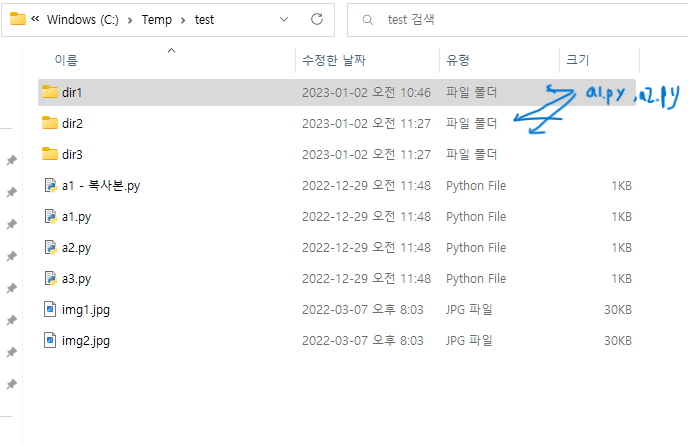 « Windows (C:) > Temp > test test 검색
이름 수정한 날짜 유형 크기
dir1 2023-01-02 오전 10:46 파일 폴더 a1.py , a2.py
dir2 2023-01-02 오전 11:27 파일 폴더
dir3 2023-01-02 오전 11:27 파일 폴더
a1 - 복사본.py 2022-12-29 오전 11:48 Python File 1KB
a1.py 2022-12-29 오전 11:48 Python File 1KB
a2.py 2022-12-29 오전 11:48 Python File 1KB
a3.py 2022-12-29 오전 11:48 Python File 1KB
img1.jpg 2022-03-07 오후 8:03 JPG 파일 30KB
img2.jpg 2022-03-07 오후 8:03 JPG 파일 30KB